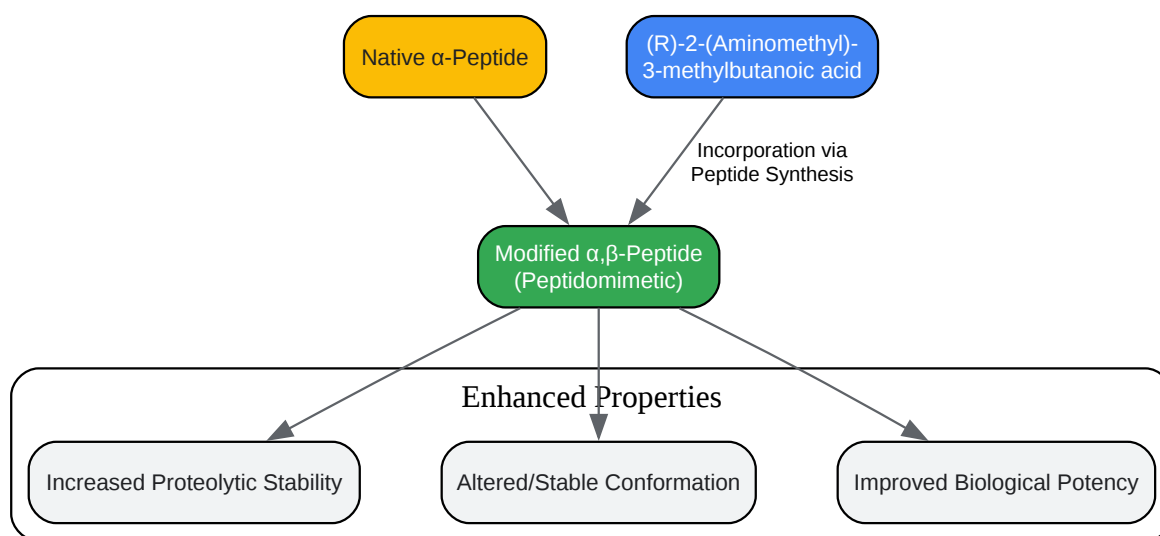 Native α-Peptide
(R)-2-(Aminomethyl)-
3-methylbutanoic acid
Incorporation via
Peptide Synthesis
Modified α,β-Peptide
(Peptidomimetic)
Enhanced Properties
Increased Proteolytic Stability
Altered/Stable Conformation
Improved Biological Potency